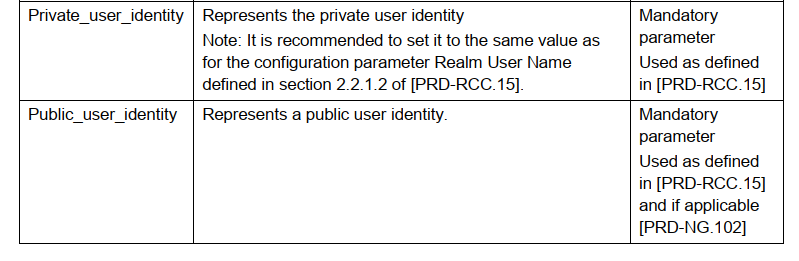 Private_user_identity
Represents the private user identity
Note: It is recommended to set it to the same value as
for the configuration parameter Realm User Name
defined in section 2.2.1.2 of [PRD-RCC.15].
Mandatory
parameter
Used as defined
in [PRD-RCC.15]
Public_user_identity
Represents a public user identity.
Mandatory
parameter
Used as defined
in [PRD-RCC.15]
and if applicable
[PRD-NG.102]